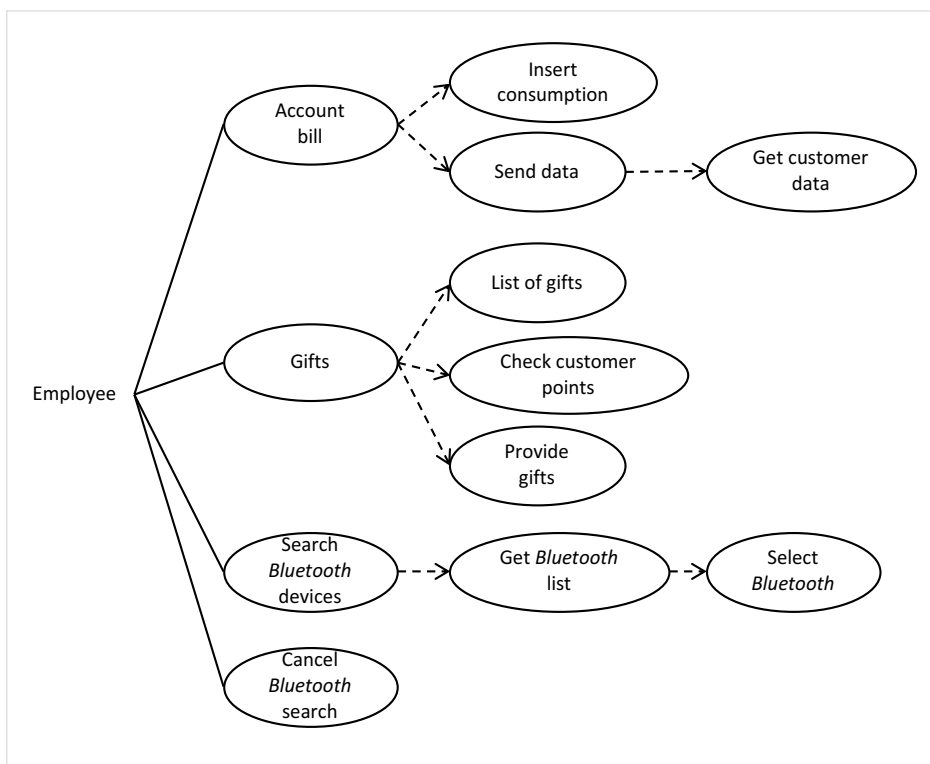 Insert
consumption
Account
bill
Send data
Get customer
data
List of gifts
Gifts
Check customer
points
Employee
Provide
gifts
Search
Bluetooth
devices
Get Bluetooth
list
Select
Bluetooth
Cancel
Bluetooth
search